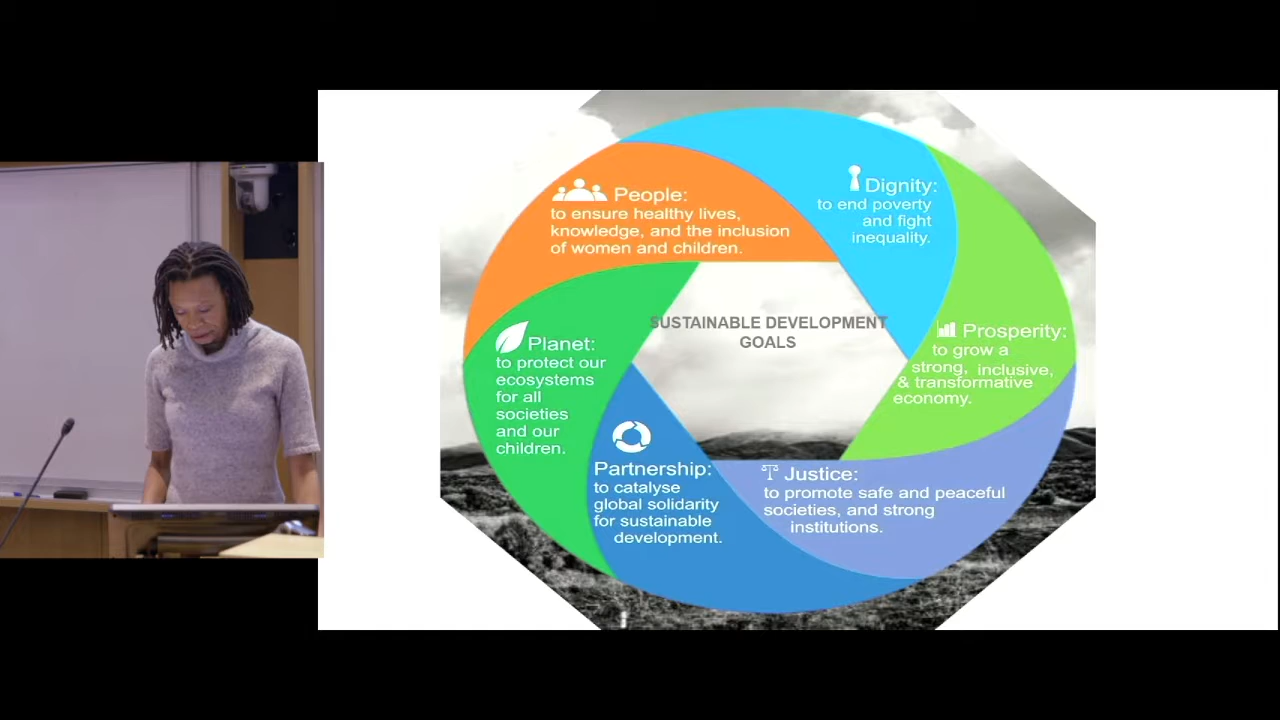 People:
to ensure healthy lives,
knowledge, and the inclusion
of women and children.
Dignity:
to end poverty
and fight
inequality.
SUSTAINABLE DEVELOPMENT
GOALS
Prosperity:
to grow a
strong, inclusive,
& transformative
economy.
Planet:
to protect our
ecosystems
for all
societies
and our
children.
Partnership:
to catalyse
global solidarity
for sustainable
development.
Justice:
to promote safe and peaceful
societies, and strong
institutions.